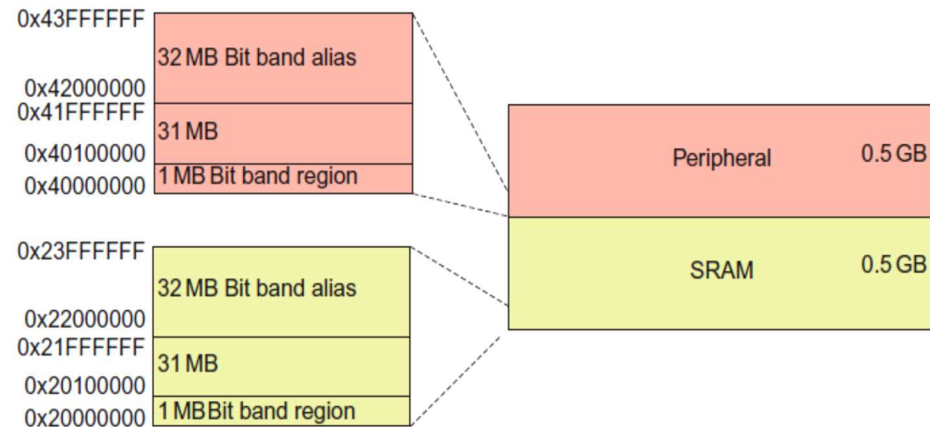 0x43FFFFFF
32 MB Bit band alias
0x42000000
0x41FFFFFF
31 MB
0x40100000
1 MB Bit band region
0x40000000
Peripheral 0.5 GB
0x23FFFFFF
32 MB Bit band alias
0x22000000
0x21FFFFFF
31 MB
0x20100000
1 MB Bit band region
0x20000000
SRAM 0.5 GB